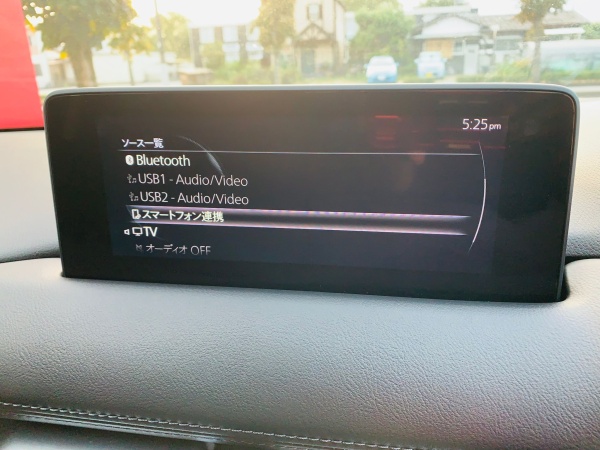 5:25pm
ソース一覧
Bluetooth
USB1 - Audio/Video
USB2 - Audio/Video
スマートフォン連携
TV
オーディオ OFF